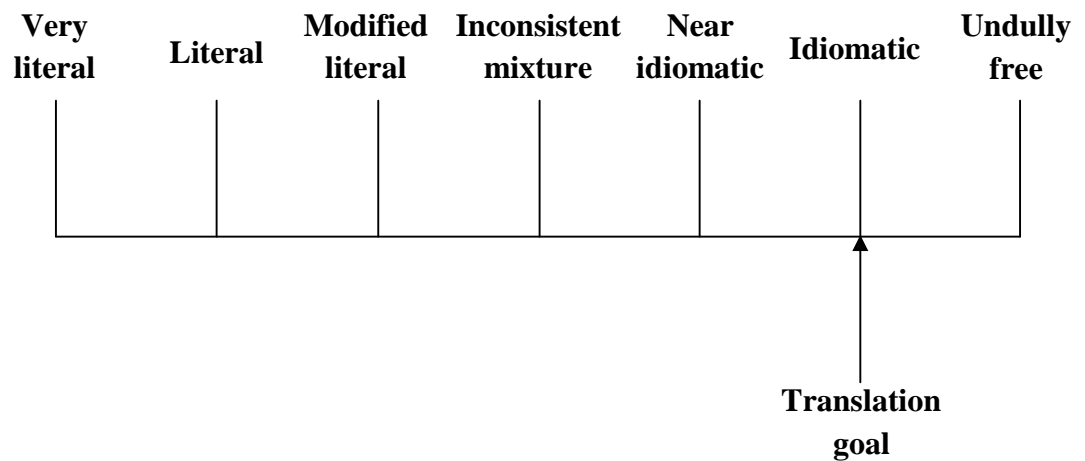 Very
literal
Literal
Modified
literal
Inconsistent
mixture
Near
idiomatic
Idiomatic
Undully
free
Translation
goal